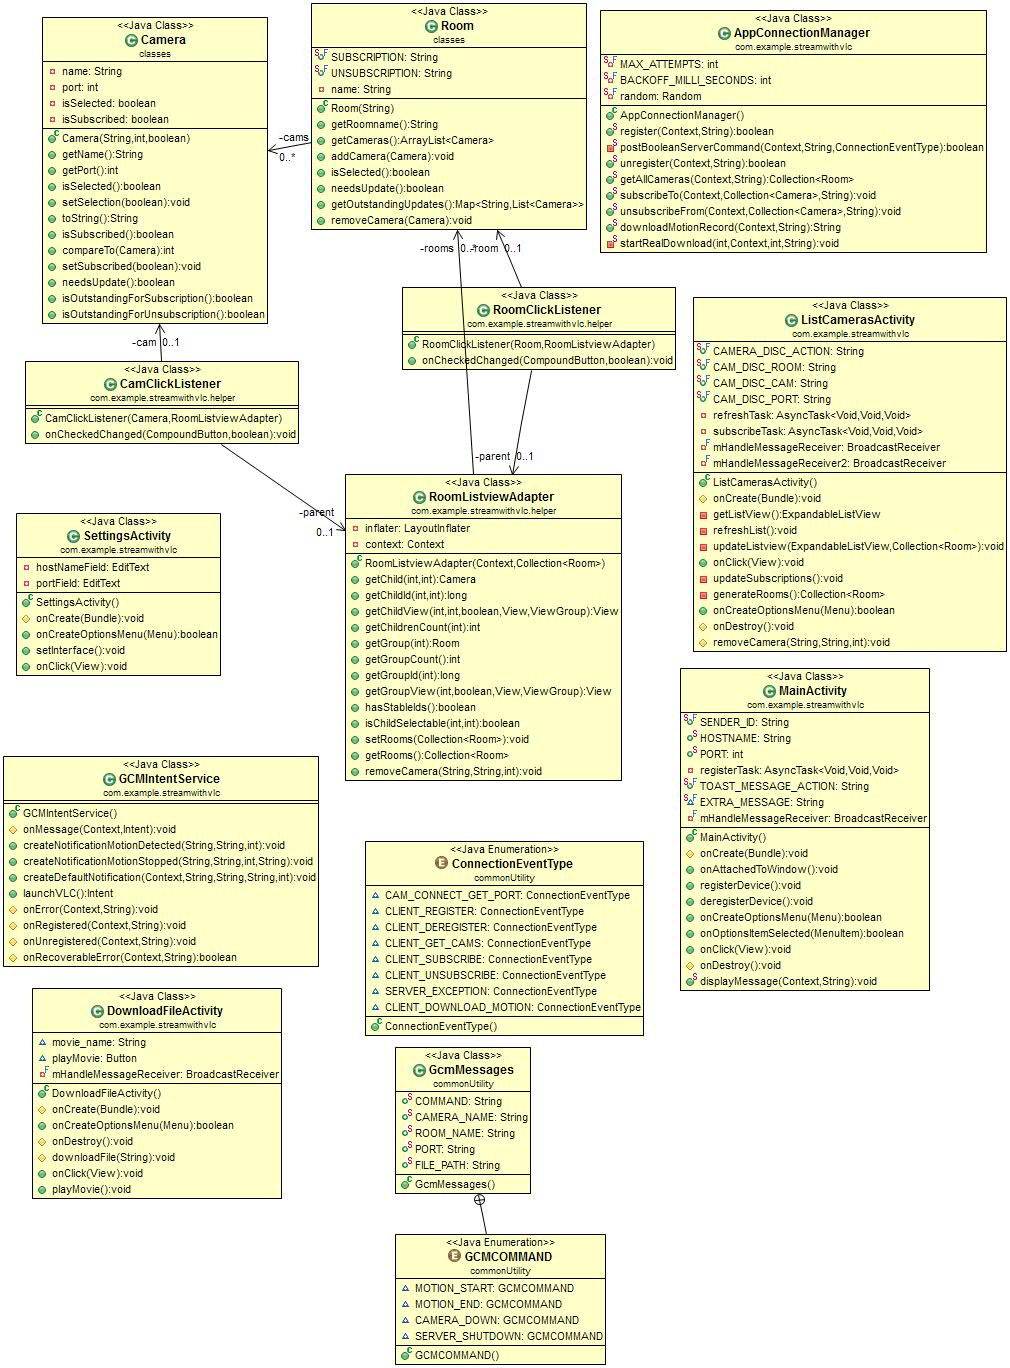 <<Java Class>>
Camera
classes
name: String
port: int
isSelected: boolean
isSubscribed: boolean
Camera(String,int,boolean)
getName():String
getPort():int
isSelected():boolean
setSelection(boolean):void
toString():String
isSubscribed():boolean
compareTo(Camera):int
setSubscribed(boolean):void
needsUpdate():boolean
isOutstandingForSubscription():boolean
isOutstandingForUnsubscription():boolean
<<Java Class>>
Room
classes
SUBSCRIPTION: String
UNSUBSCRIPTION: String
name: String
Room(String)
getRoomname():String
getCameras():ArrayList<Camera>
addCamera(Camera):void
isSelected():boolean
needsUpdate():boolean
getOutstandingUpdates():Map<String,List<Camera>>
removeCamera(Camera):void
<<Java Class>>
AppConnectionManager
com.example.streamwithvlc
MAX_ATTEMPTS: int
BACKOFF_MILLI_SECONDS: int
random: Random
AppConnectionManager()
register(Context,String):boolean
postBooleanServerCommand(Context,String,ConnectionEventType):boolean
unregister(Context,String):boolean
getAllCameras(Context,String):Collection<Room>
subscribeTo(Context,Collection<Camera>,String):void
unsubscribeFrom(Context,Collection<Camera>,String):void
downloadMotionRecord(Context,String):String
startRealDownload(int,Context,int,String):void
-cams
0..*
-rooms 0..*
-room 0..1
<<Java Class>>
RoomClickListener
com.example.streamwithvlc.helper
RoomClickListener(Room,RoomListviewAdapter)
onCheckedChanged(CompoundButton,boolean):void
-cam 0..1
<<Java Class>>
CamClickListener
com.example.streamwithvlc.helper
CamClickListener(Camera,RoomListviewAdapter)
onCheckedChanged(CompoundButton,boolean):void
<<Java Class>>
ListCamerasActivity
com.example.streamwithvlc
CAMERA_DISC_ACTION: String
CAM_DISC_ROOM: String
CAM_DISC_CAM: String
CAM_DISC_PORT: String
refreshTask: AsyncTask<Void,Void,Void>
subscribeTask: AsyncTask<Void,Void,Void>
mHandleMessageReceiver: BroadcastReceiver
mHandleMessageReceiver2: BroadcastReceiver
ListCamerasActivity()
onCreate(Bundle):void
getListView():ExpandableListView
refreshList():void
updateListview(ExpandableListView,Collection<Room>):void
onClick(View):void
updateSubscriptions():void
generateRooms():Collection<Room>
onCreateOptionsMenu(Menu):boolean
onDestroy():void
removeCamera(String,String,int):void
-parent 0..1
-parent
0..1
<<Java Class>>
RoomListviewAdapter
com.example.streamwithvlc.helper
inflater: LayoutInflater
context: Context
RoomListviewAdapter(Context,Collection<Room>)
getChild(int,int):Camera
getChildId(int,int):long
getChildView(int,int,boolean,View,ViewGroup):View
getChildrenCount(int):int
getGroup(int):Room
getGroupCount():int
getGroupId(int):long
getGroupView(int,boolean,View,ViewGroup):View
hasStableIds():boolean
isChildSelectable(int,int):boolean
setRooms(Collection<Room>):void
getRooms():Collection<Room>
removeCamera(String,String,int):void
<<Java Class>>
SettingsActivity
com.example.streamwithvlc
hostNameField: EditText
portField: EditText
SettingsActivity()
onCreate(Bundle):void
onCreateOptionsMenu(Menu):boolean
setInterface():void
onClick(View):void
<<Java Class>>
MainActivity
com.example.streamwithvlc
SENDER_ID: String
HOSTNAME: String
PORT: int
registerTask: AsyncTask<Void,Void,Void>
TOAST_MESSAGE_ACTION: String
EXTRA_MESSAGE: String
mHandleMessageReceiver: BroadcastReceiver
MainActivity()
onCreate(Bundle):void
onAttachedToWindow():void
registerDevice():void
deregisterDevice():void
onCreateOptionsMenu(Menu):boolean
onOptionsItemSelected(MenuItem):boolean
onClick(View):void
onDestroy():void
displayMessage(Context,String):void
<<Java Class>>
GCMIntentService
com.example.streamwithvlc
GCMIntentService()
onMessage(Context,Intent):void
createNotificationMotionDetected(String,String,int):void
createNotificationMotionStopped(String,String,int,String):void
createDefaultNotification(Context,String,String,String,int):void
launchVLC():Intent
onError(Context,String):void
onRegistered(Context,String):void
onUnregistered(Context,String):void
onRecoverableError(Context,String):boolean
<<Java Enumeration>>
ConnectionEventType
commonUtility
CAM_CONNECT_GET_PORT: ConnectionEventType
CLIENT_REGISTER: ConnectionEventType
CLIENT_DEREGISTER: ConnectionEventType
CLIENT_GET_CAMS: ConnectionEventType
CLIENT_SUBSCRIBE: ConnectionEventType
CLIENT_UNSUBSCRIBE: ConnectionEventType
SERVER_EXCEPTION: ConnectionEventType
CLIENT_DOWNLOAD_MOTION: ConnectionEventType
ConnectionEventType()
<<Java Class>>
DownloadFileActivity
com.example.streamwithvlc
movie_name: String
playMovie: Button
mHandleMessageReceiver: BroadcastReceiver
DownloadFileActivity()
onCreate(Bundle):void
onCreateOptionsMenu(Menu):boolean
onDestroy():void
downloadFile(String):void
onClick(View):void
playMovie():void
<<Java Class>>
GcmMessages
commonUtility
COMMAND: String
CAMERA_NAME: String
ROOM_NAME: String
PORT: String
FILE_PATH: String
GcmMessages()
<<Java Enumeration>>
GCMCOMMAND
commonUtility
MOTION_START: GCMCOMMAND
MOTION_END: GCMCOMMAND
CAMERA_DOWN: GCMCOMMAND
SERVER_SHUTDOWN: GCMCOMMAND
GCMCOMMAND()